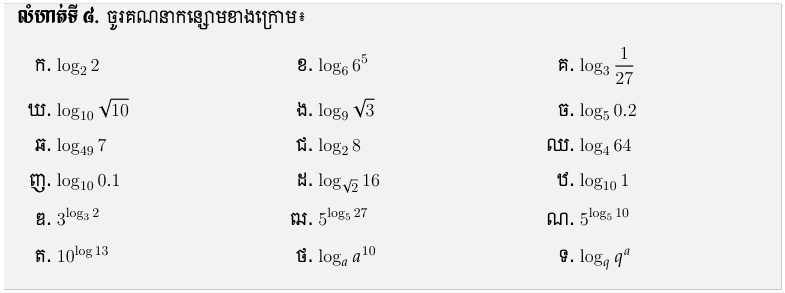 លំហាត់ទី ៤. ចូរគណនាកន្សោមខាងក្រោម៖
ក. log₂ 2 ខ. log₆ 6⁵ គ. log₃ 1/27
ឃ. log₁₀ √10 ង. log₉ √3 ច. log₅ 0.2
ឆ. log₄₉ 7 ជ. log₂ 8 ឈ. log₄ 64
ញ. log₁₀ 0.1 ដ. log_√2 16 ឋ. log₁₀ 1
ឌ. 3^(log₃ 2) ឍ. 5^(log₅ 27) ណ. 5^(log₅ 10)
ត. 10^(log 13) ថ. logₐ a¹⁰ ទ. log_q q^a